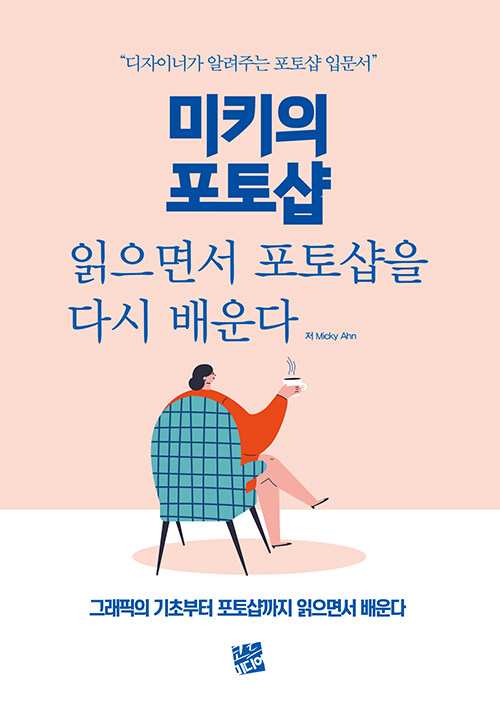 “디자이너가 알려주는 포토샵 입문서”
미키의
포토샵
읽으면서 포토샵을
다시 배운다
저 Micky Ahn
그래픽의 기초부터 포토샵까지 읽으면서 배운다
미디어